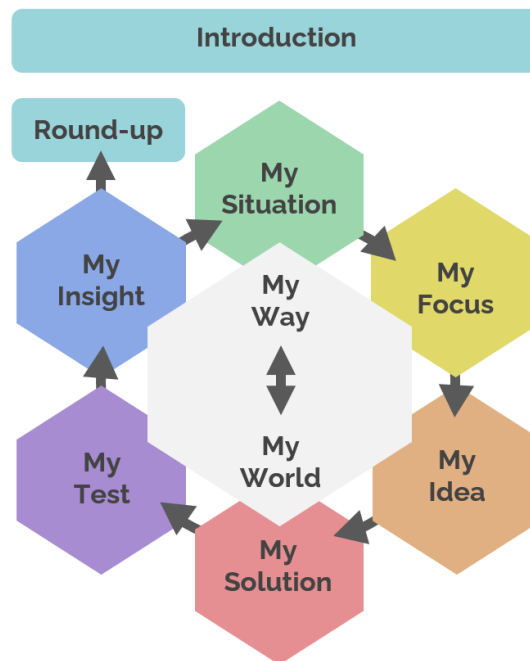 Introduction
Round-up
My
Situation
My
Focus
My
Idea
My
Solution
My
Test
My
Insight
My
Way
My
World